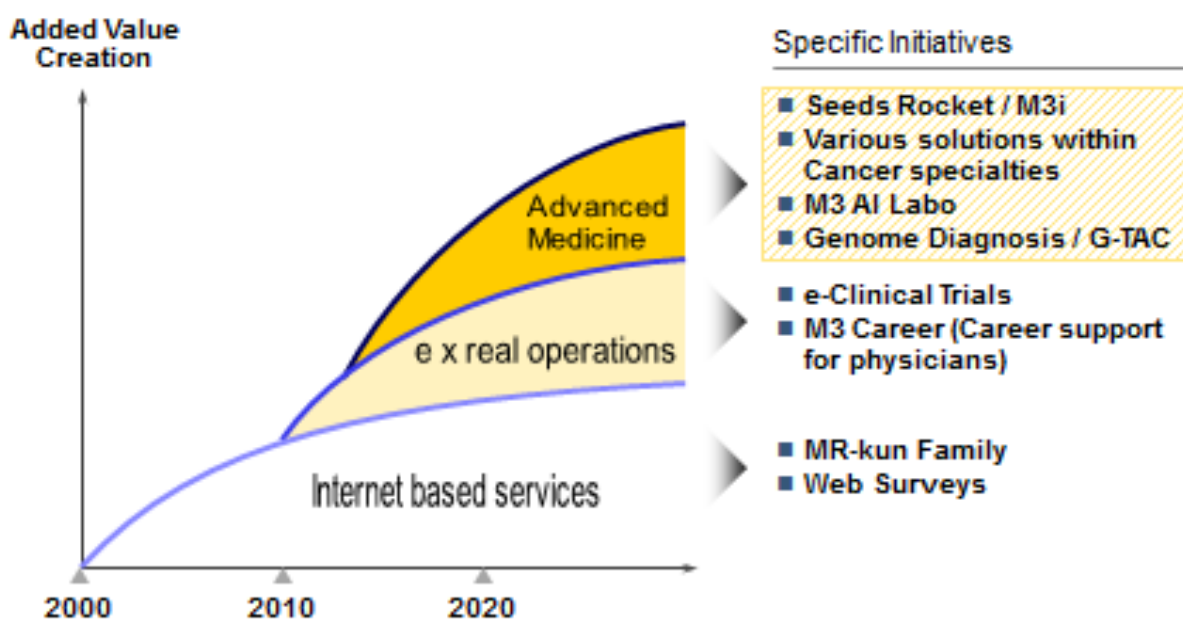 Added Value
Creation
Specific Initiatives
■ Seeds Rocket / M3i
■ Various solutions within
Cancer specialties
■ M3 AI Labo
■ Genome Diagnosis / G-TAC
Advanced
Medicine
■ e-Clinical Trials
■ M3 Career (Career support
for physicians)
e x real operations
■ MR-kun Family
■ Web Surveys
Internet based services
2000
2010
2020